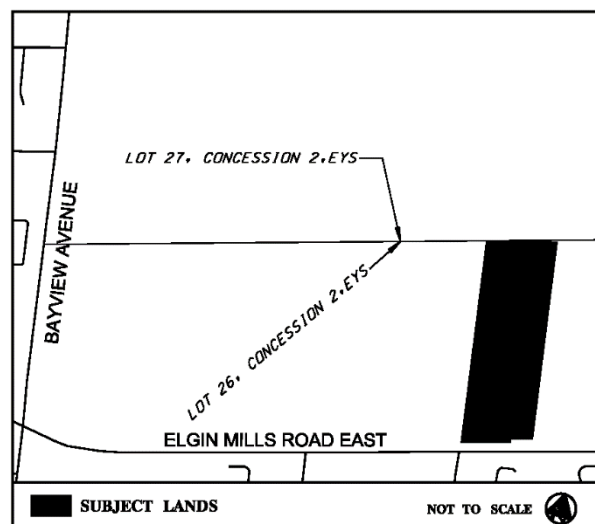 LOT 27, CONCESSION 2,EYS
BAYVIEW AVENUE
LOT 26, CONCESSION 2,EYS
ELGIN MILLS ROAD EAST
SUBJECT LANDS
NOT TO SCALE